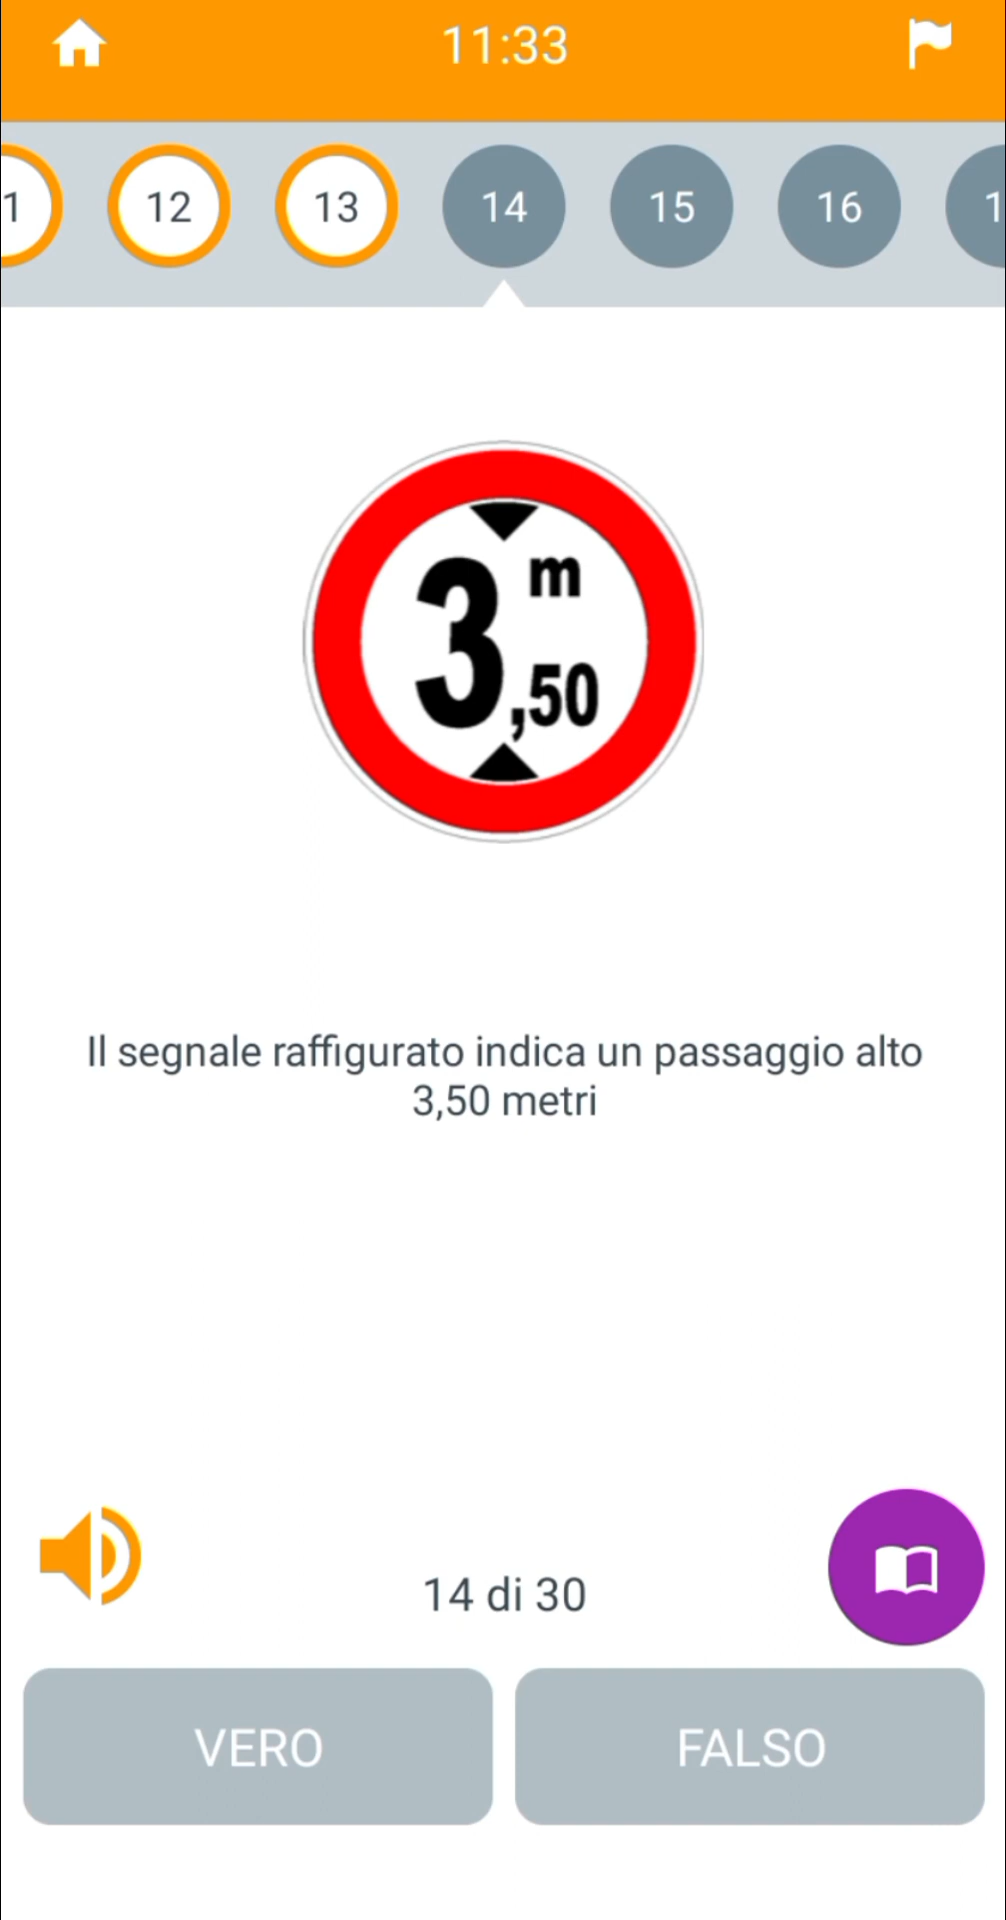 11:33
1 12 13 14 15 16 1
m
3,50
Il segnale raffigurato indica un passaggio alto
3,50 metri
14 di 30
VERO FALSO